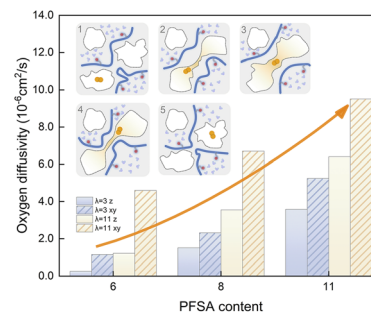 14.0
12.0
10.0
8.0
6.0
4.0
2.0
0.0
Oxygen diffusivity (10⁻⁶cm²/s)
1
2
3
4
5
λ=3 z
λ=3 xy
λ=11 z
λ=11 xy
6
8
11
PFSA content